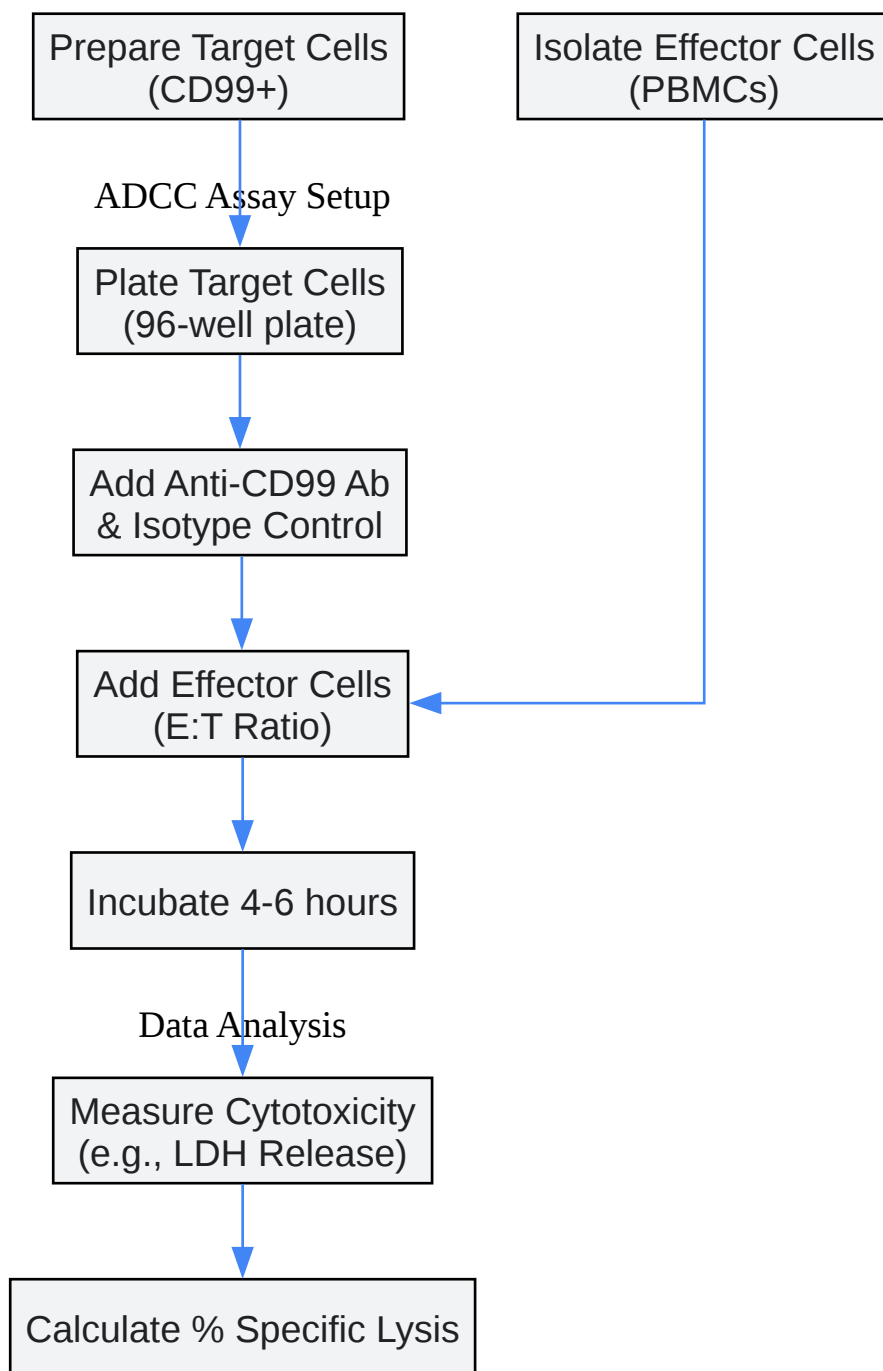 Prepare Target Cells
(CD99+)
Isolate Effector Cells
(PBMCs)
ADCC Assay Setup
Plate Target Cells
(96-well plate)
Add Anti-CD99 Ab
& Isotype Control
Add Effector Cells
(E:T Ratio)
Incubate 4-6 hours
Data Analysis
Measure Cytotoxicity
(e.g., LDH Release)
Calculate % Specific Lysis